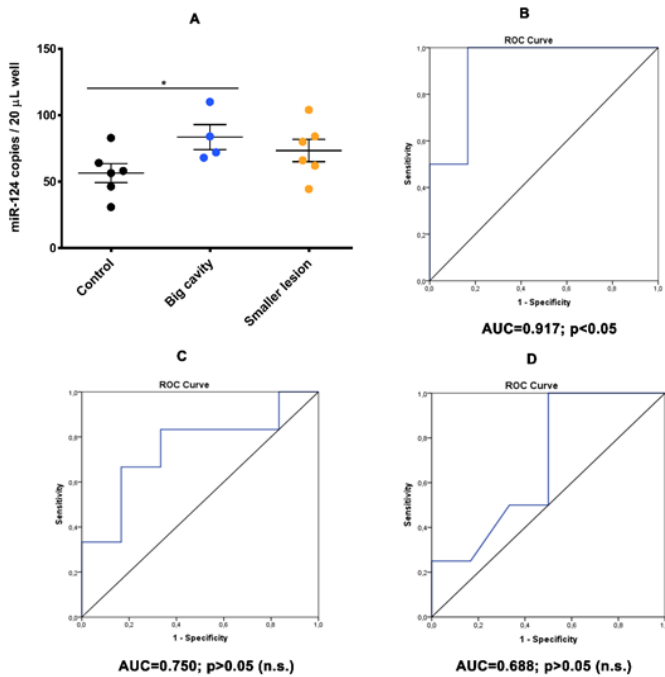 A
miR-124 copies / 20 µL well
150
100
50
0
*
Control
Big cavity
Smaller lesion
B
ROC Curve
Sensitivity
1,0
0,8
0,6
0,4
0,2
0,0
0,0 0,2 0,4 0,6 0,8 1,0
1 - Specificity
AUC=0.917; p<0.05
C
ROC Curve
Sensitivity
1,0
0,8
0,6
0,4
0,2
0,0
0,0 0,2 0,4 0,6 0,8 1,0
1 - Specificity
AUC=0.750; p>0.05 (n.s.)
D
ROC Curve
Sensitivity
1,0
0,8
0,6
0,4
0,2
0,0
0,0 0,2 0,4 0,6 0,8 1,0
1 - Specificity
AUC=0.688; p>0.05 (n.s.)